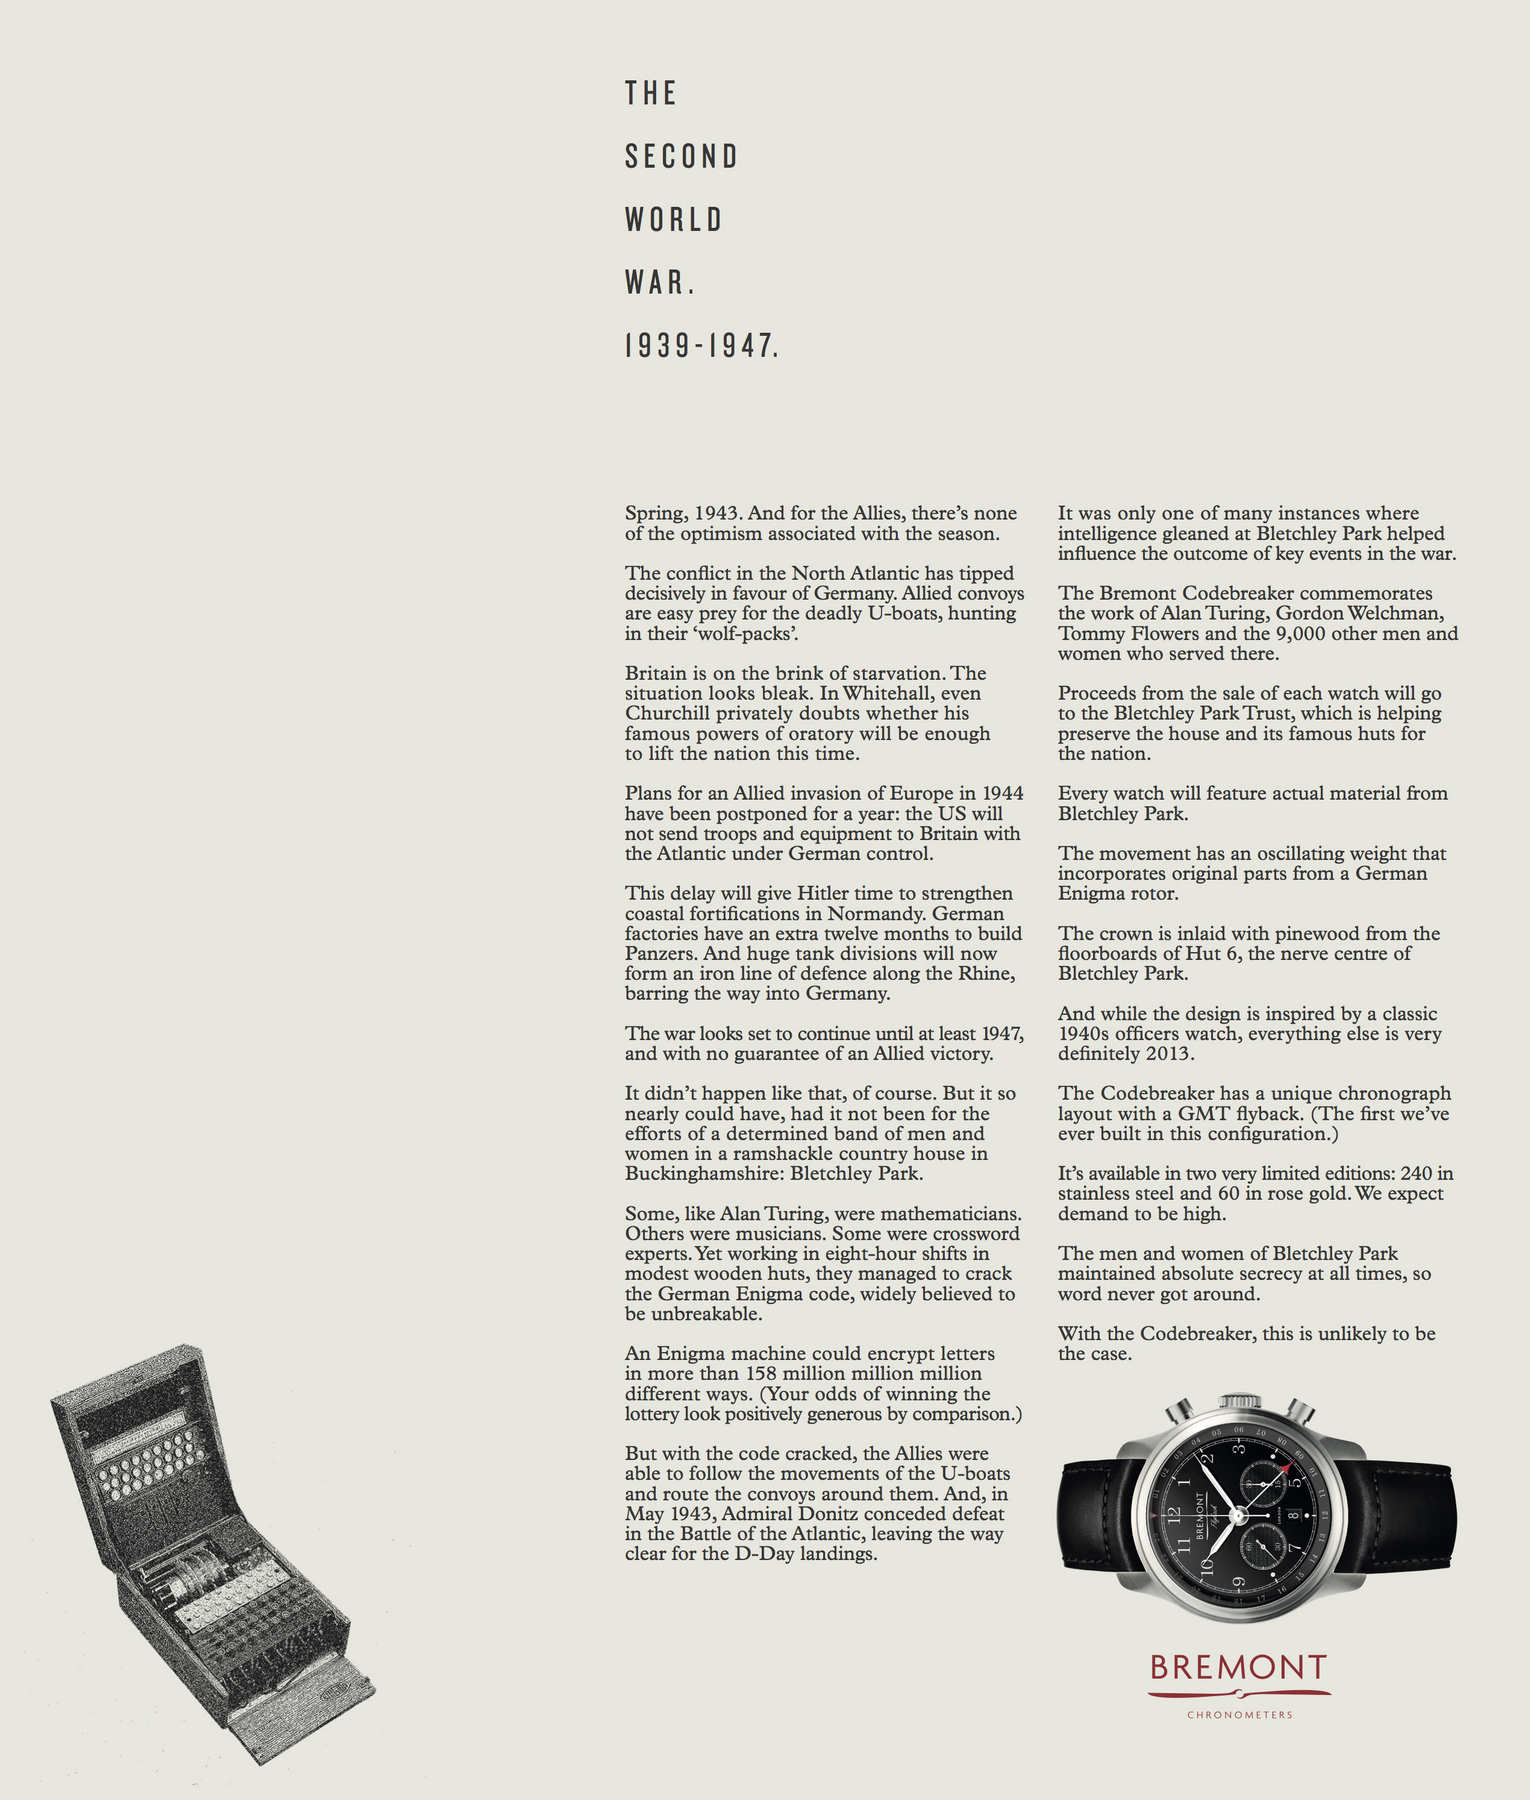 THE
SECOND
WORLD
WAR.
1939-1947.
Spring, 1943. And for the Allies, there’s none
of the optimism associated with the season.
The conflict in the North Atlantic has tipped
decisively in favour of Germany. Allied convoys
are easy prey for the deadly U-boats, hunting
in their ‘wolf-packs’.
Britain is on the brink of starvation. The
situation looks bleak. In Whitehall, even
Churchill privately doubts whether his
famous powers of oratory will be enough
to lift the nation this time.
Plans for an Allied invasion of Europe in 1944
have been postponed for a year: the US will
not send troops and equipment to Britain with
the Atlantic under German control.
This delay will give Hitler time to strengthen
coastal fortifications in Normandy. German
factories have an extra twelve months to build
Panzers. And huge tank divisions will now
form an iron line of defence along the Rhine,
barring the way into Germany.
The war looks set to continue until at least 1947,
and with no guarantee of an Allied victory.
It didn’t happen like that, of course. But it so
nearly could have, had it not been for the
efforts of a determined band of men and
women in a ramshackle country house in
Buckinghamshire: Bletchley Park.
Some, like Alan Turing, were mathematicians.
Others were musicians. Some were crossword
experts. Yet working in eight-hour shifts in
modest wooden huts, they managed to crack
the German Enigma code, widely believed to
be unbreakable.
An Enigma machine could encrypt letters
in more than 158 million million million
different ways. (Your odds of winning the
lottery look positively generous by comparison.)
But with the code cracked, the Allies were
able to follow the movements of the U-boats
and route the convoys around them. And, in
May 1943, Admiral Donitz conceded defeat
in the Battle of the Atlantic, leaving the way
clear for the D-Day landings.
It was only one of many instances where
intelligence gleaned at Bletchley Park helped
influence the outcome of key events in the war.
The Bremont Codebreaker commemorates
the work of Alan Turing, Gordon Welchman,
Tommy Flowers and the 9,000 other men and
women who served there.
Proceeds from the sale of each watch will go
to the Bletchley Park Trust, which is helping
preserve the house and its famous huts for
the nation.
Every watch will feature actual material from
Bletchley Park.
The movement has an oscillating weight that
incorporates original parts from a German
Enigma rotor.
The crown is inlaid with pinewood from the
floorboards of Hut 6, the nerve centre of
Bletchley Park.
And while the design is inspired by a classic
1940s officers watch, everything else is very
definitely 2013.
The Codebreaker has a unique chronograph
layout with a GMT flyback. (The first we’ve
ever built in this configuration.)
It’s available in two very limited editions: 240 in
stainless steel and 60 in rose gold. We expect
demand to be high.
The men and women of Bletchley Park
maintained absolute secrecy at all times, so
word never got around.
With the Codebreaker, this is unlikely to be
the case.
12
1
2
3
5
7
9
10
11
8
BREMONT
BREMONT
CHRONOMETERS